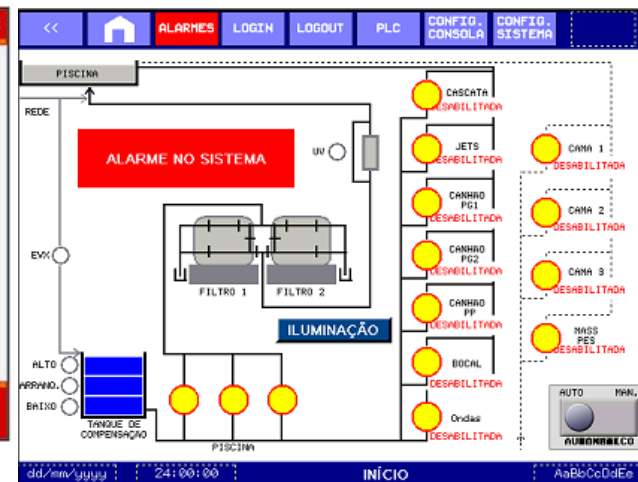 <<
ALARMES
LOGIN
LOGOUT
PLC
CONFIG.
CONSOLA
CONFIG.
SISTEMA
PISCINA
REDE
ALARME NO SISTEMA
UV
EVX
FILTRO 1
FILTRO 2
ILUMINAÇÃO
ALTO
ARRANQ.
BAIXO
TANQUE DE
COMPENSAÇAO
PISCINA
CASCATA
DESABILITADA
JETS
DESABILITADA
CANHAO
PG1
DESABILITADA
CANHAO
PG2
DESABILITADA
CANHAO
PP
DESABILITADA
BOCAL
DESABILITADA
Ondas
DESABILITADA
CAMA 1
DESABILITADA
CAMA 2
DESABILITADA
CAMA 3
DESABILITADA
MASS
PES
DESABILITADA
AUTO
MAN.
dd/mm/yyyy
24:00:00
INÍCIO
AaBbCcDdEe